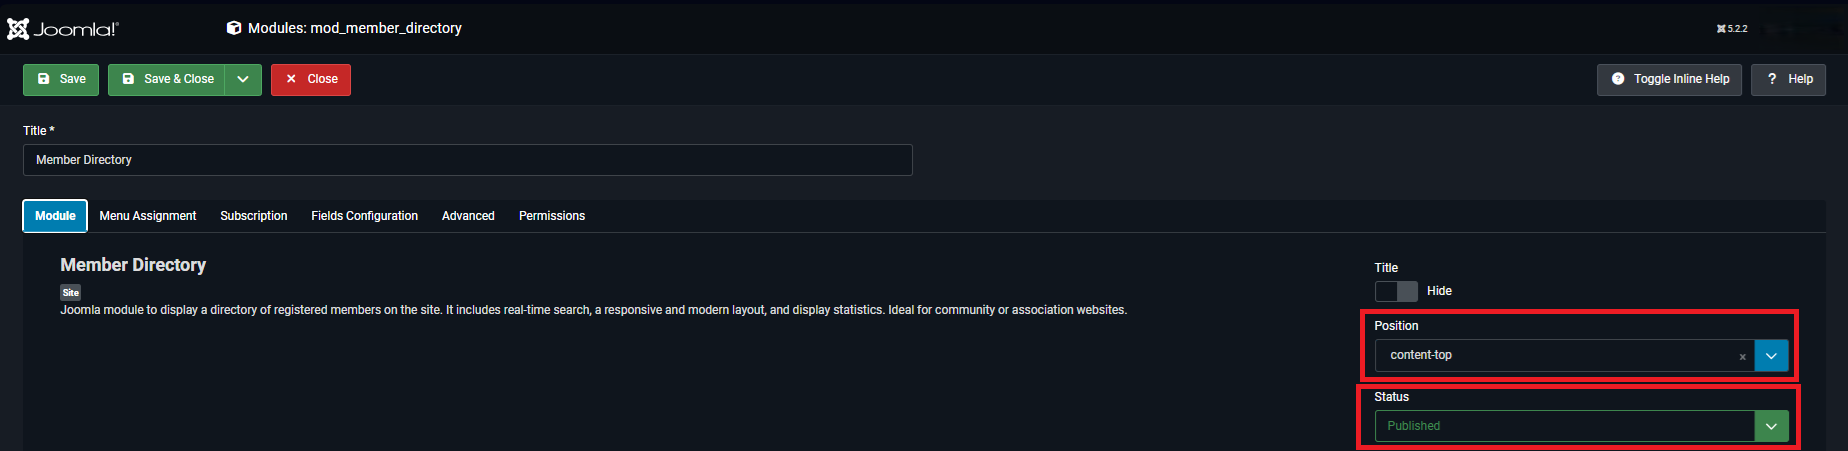 Joomla!® Modules: mod_member_directory 5.2.2
Save Save & Close Close Toggle Inline Help ? Help
Title *
Member Directory
Module Menu Assignment Subscription Fields Configuration Advanced Permissions
Member Directory
Site
Joomla module to display a directory of registered members on the site. It includes real-time search, a responsive and modern layout, and display statistics. Ideal for community or association websites.
Title
Hide
Position
content-top ×
Status
Published